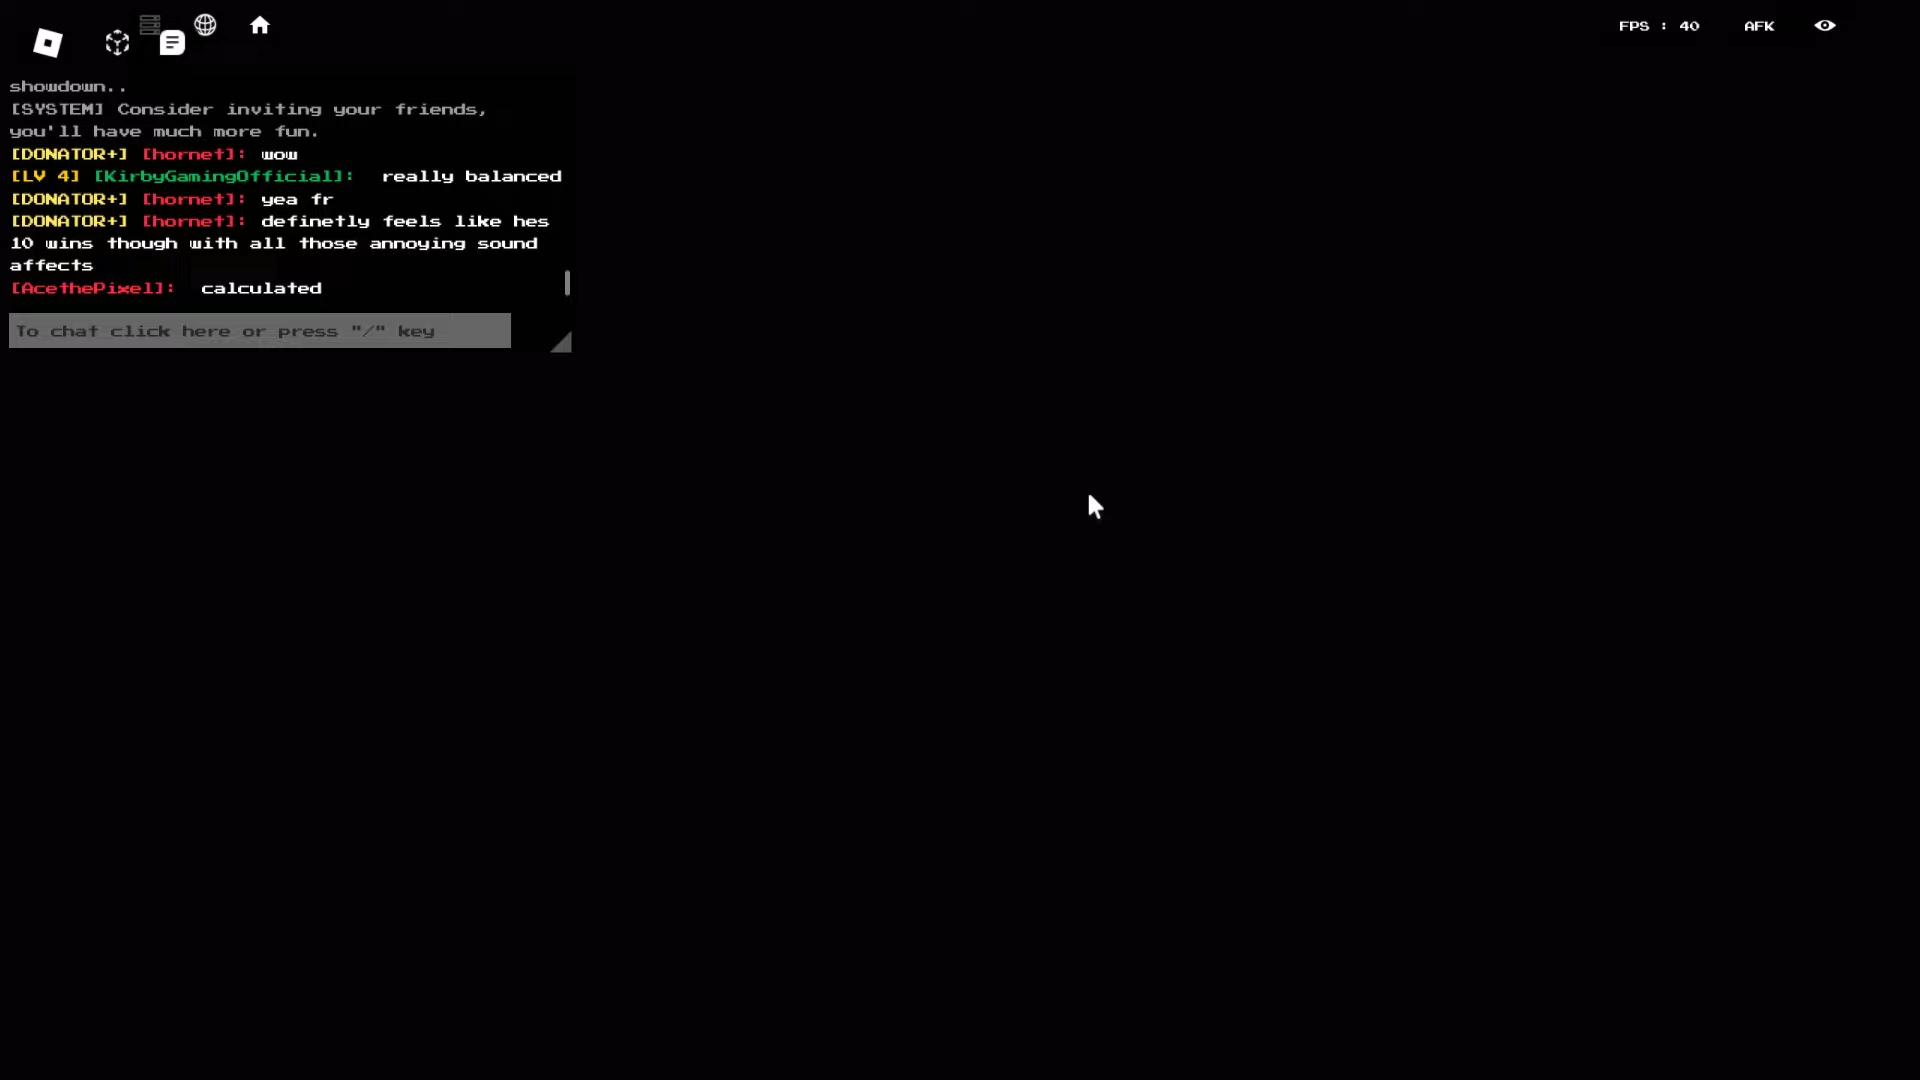 FPS : 40 AFK
showdown..
[SYSTEM] Consider inviting your friends,
you'll have much more fun.
[DONATOR+] [hornet]: wow
[LV 4] [KirbyGamingOfficial]: really balanced
[DONATOR+] [hornet]: yea fr
[DONATOR+] [hornet]: definetly feels like hes
10 wins though with all those annoying sound
affects
[AcethePixel]: calculated
To chat click here or press "/" key